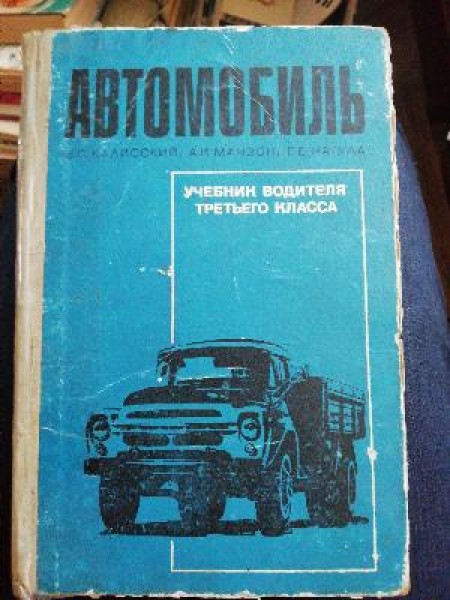 АВТОМОБИЛЬ
В.С. КАЛИССКИЙ, А.И. МАНЗОН, Г.Е. НАГУЛА
УЧЕБНИК ВОДИТЕЛЯ
ТРЕТЬЕГО КЛАССА